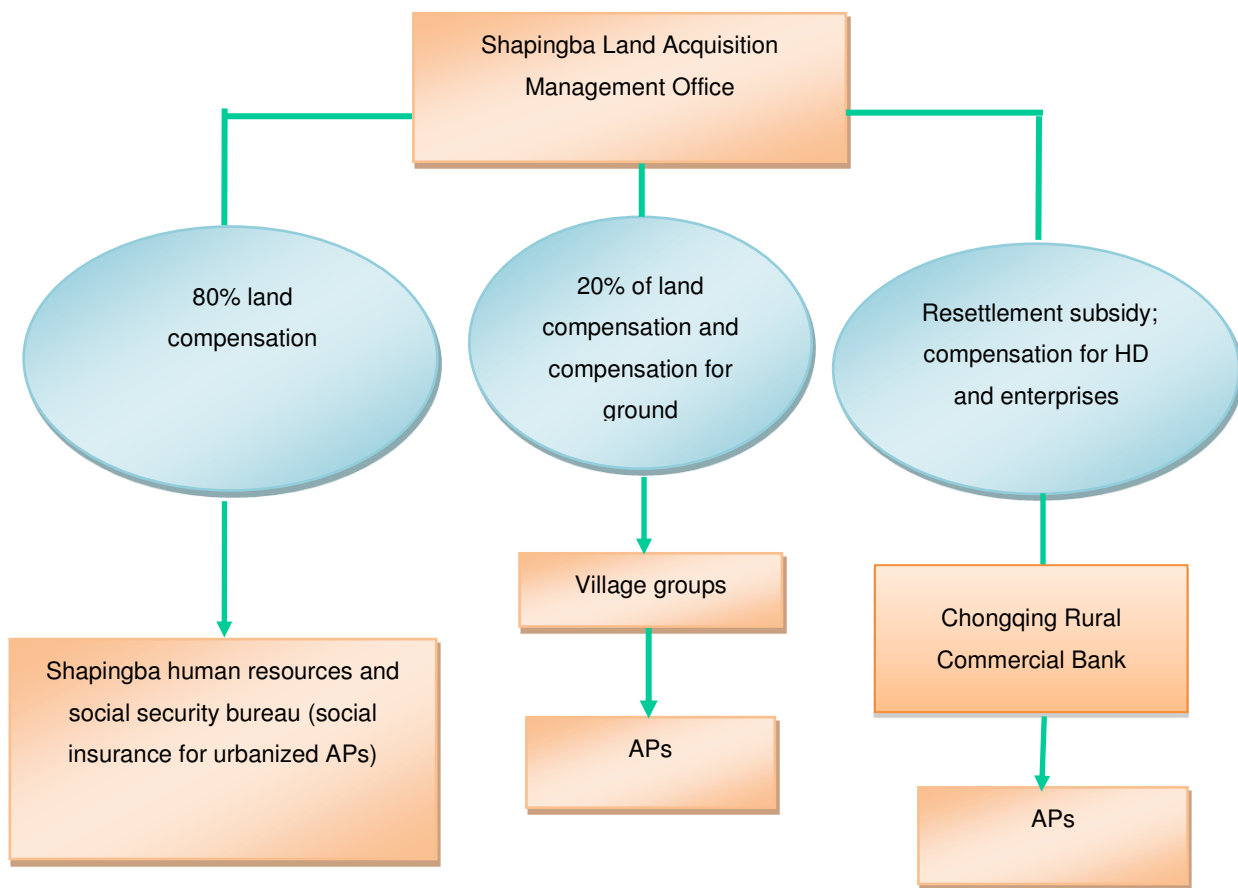 Shapingba Land Acquisition
Management Office
80% land
compensation
20% of land
compensation and
compensation for
ground
Resettlement subsidy;
compensation for HD
and enterprises
Village groups
Chongqing Rural
Commercial Bank
Shapingba human resources and
social security bureau (social
insurance for urbanized APs)
APs
APs